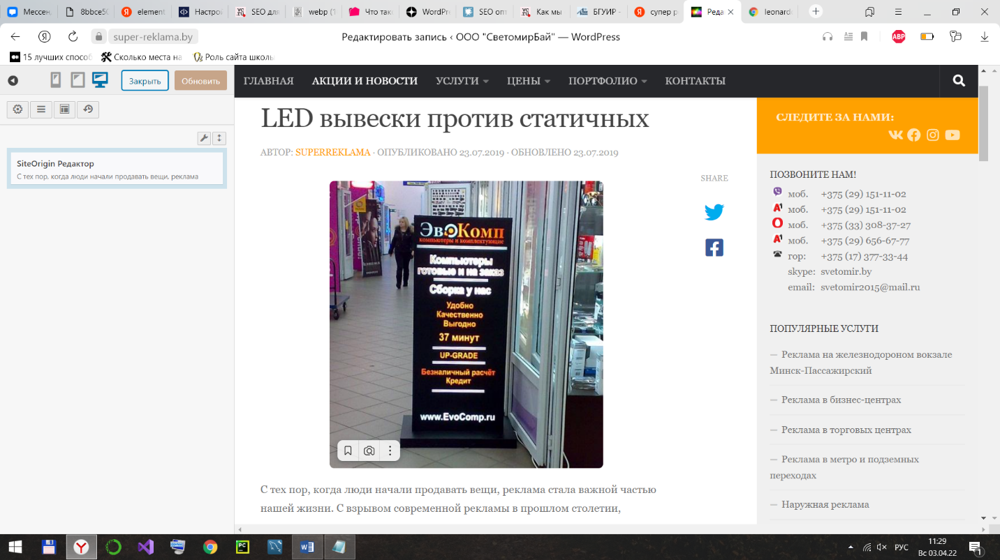 Мессен
8bbce50
element
Настрой
SEO для
webp (1
Что так
WordPre
SEO опт
Как мы
БГУИР -
супер р
Реда
leonard
super-reklama.by
Редактировать запись ‹ ООО "СветомирБай" — WordPress
ABP
15 лучших способ
Сколько места на
Роль сайта школь
Закрыть
Обновить
ГЛАВНАЯ
АКЦИИ И НОВОСТИ
УСЛУГИ
ЦЕНЫ
ПОРТФОЛИО
КОНТАКТЫ
SiteOrigin Редактор
С тех пор, когда люди начали продавать вещи, реклама
LED вывески против статичных
АВТОР: SUPERREKLAMA · ОПУБЛИКОВАНО 23.07.2019 · ОБНОВЛЕНО 23.07.2019
SHARE
ЭвоКомп
компьютеры и комплектующие
Компьютеры
готовые и на заказ
Сборка у нас
Удобно
Качественно
Выгодно
37 минут
UP-GRADE
Безналичный расчёт
Кредит
www.EvoComp.ru
С тех пор, когда люди начали продавать вещи, реклама стала важной частью
нашей жизни. С взрывом современной рекламы в прошлом столетии,
СЛЕДИТЕ ЗА НАМИ:
ПОЗВОНИТЕ НАМ!
моб. +375 (29) 151-11-02
моб. +375 (29) 151-11-02
моб. +375 (33) 308-37-27
моб. +375 (29) 656-67-77
гор: +375 (17) 377-33-44
skype: svetomir.by
email: svetomir2015@mail.ru
ПОПУЛЯРНЫЕ УСЛУГИ
— Реклама на железнодороном вокзале
Минск-Пассажирский
— Реклама в бизнес-центрах
— Реклама в торговых центрах
— Реклама в метро и подземных
переходах
— Наружная реклама
РУС
11:29
Вс 03.04.22
1